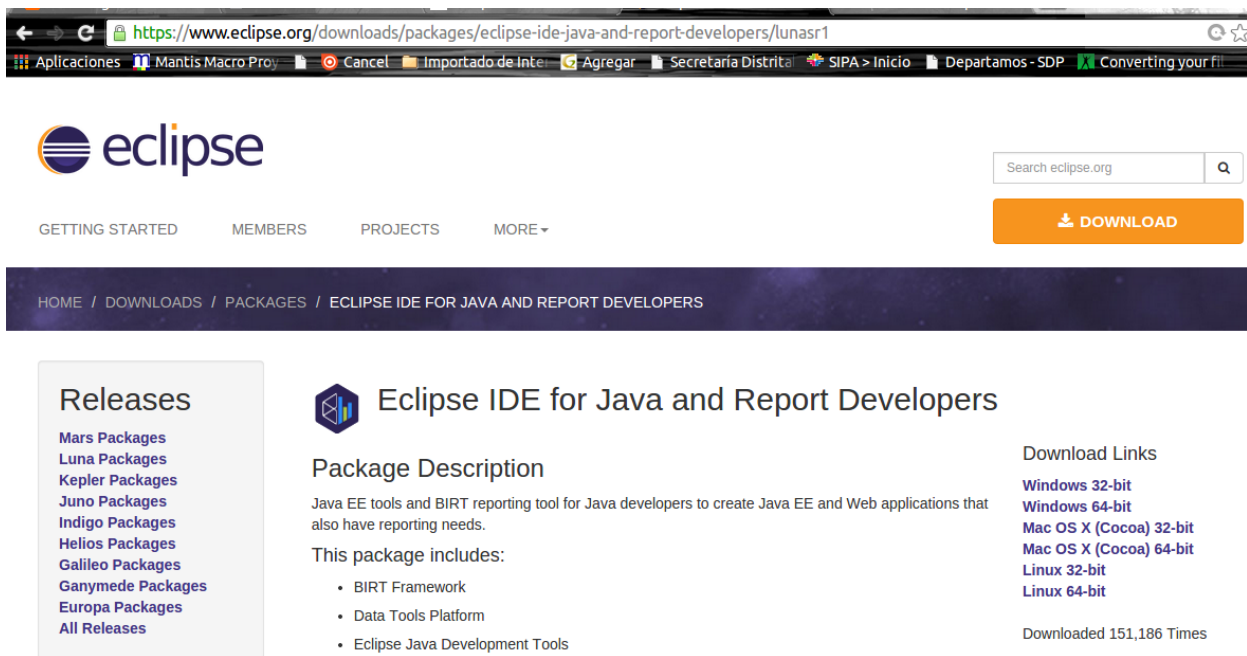 https://www.eclipse.org/downloads/packages/eclipse-ide-java-and-report-developers/lunasr1
Aplicaciones Mantis Macro Proy Cancel Importado de Inte Agregar Secretaría Distrital SIPA > Inicio Departamos - SDP Converting your fil
eclipse
Search eclipse.org
DOWNLOAD
GETTING STARTED MEMBERS PROJECTS MORE
HOME / DOWNLOADS / PACKAGES / ECLIPSE IDE FOR JAVA AND REPORT DEVELOPERS
Releases
Mars Packages
Luna Packages
Kepler Packages
Juno Packages
Indigo Packages
Helios Packages
Galileo Packages
Ganymede Packages
Europa Packages
All Releases
Eclipse IDE for Java and Report Developers
Package Description
Java EE tools and BIRT reporting tool for Java developers to create Java EE and Web applications that
also have reporting needs.
This package includes:
• BIRT Framework
• Data Tools Platform
• Eclipse Java Development Tools
Download Links
Windows 32-bit
Windows 64-bit
Mac OS X (Cocoa) 32-bit
Mac OS X (Cocoa) 64-bit
Linux 32-bit
Linux 64-bit
Downloaded 151,186 Times